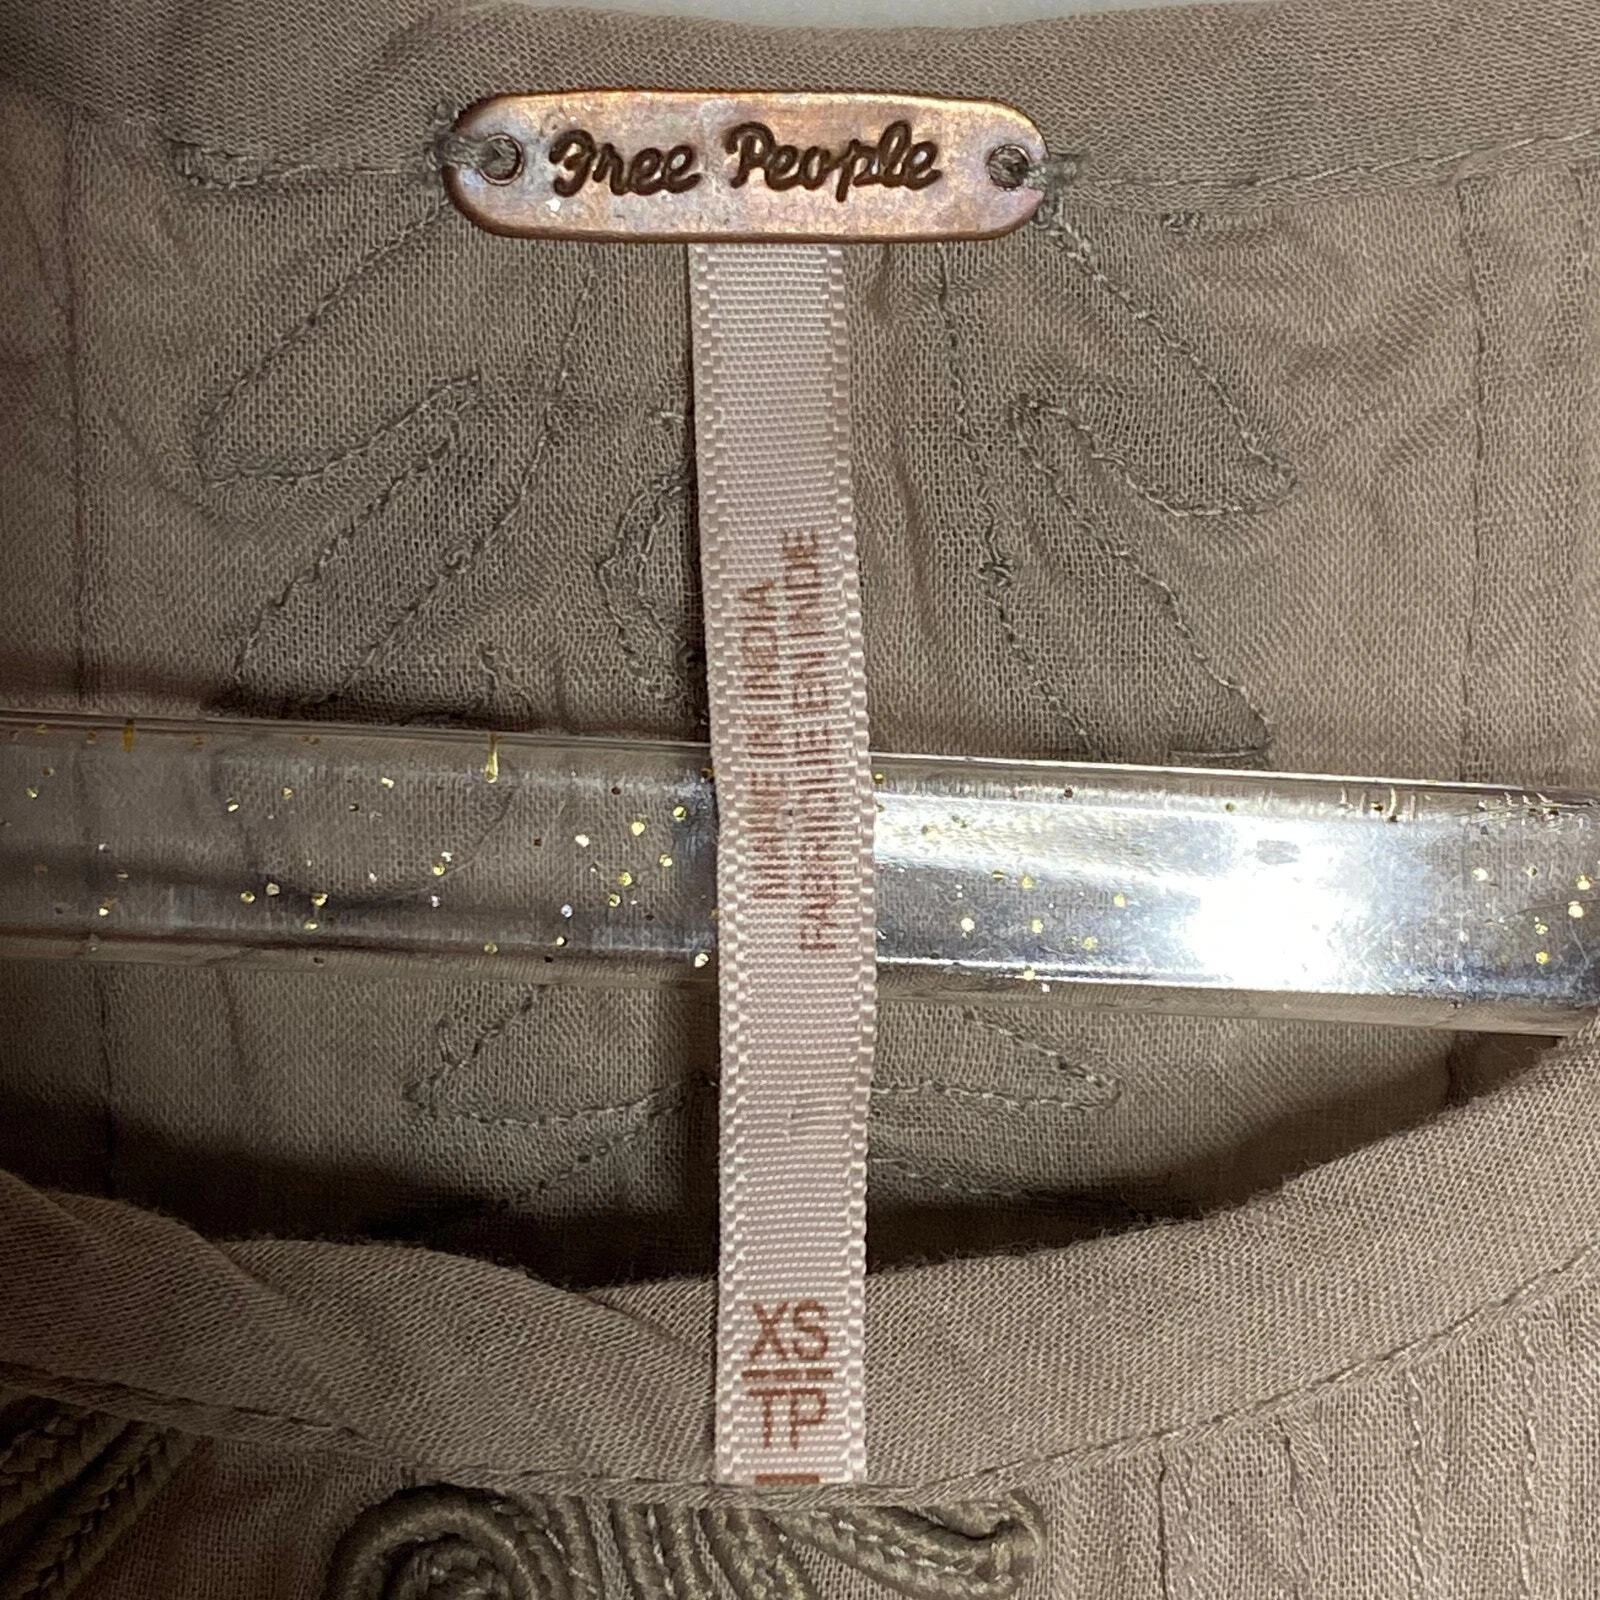 Free People
MADE IN INDIA
FABRIQUÉ EN INDE
XS
TP